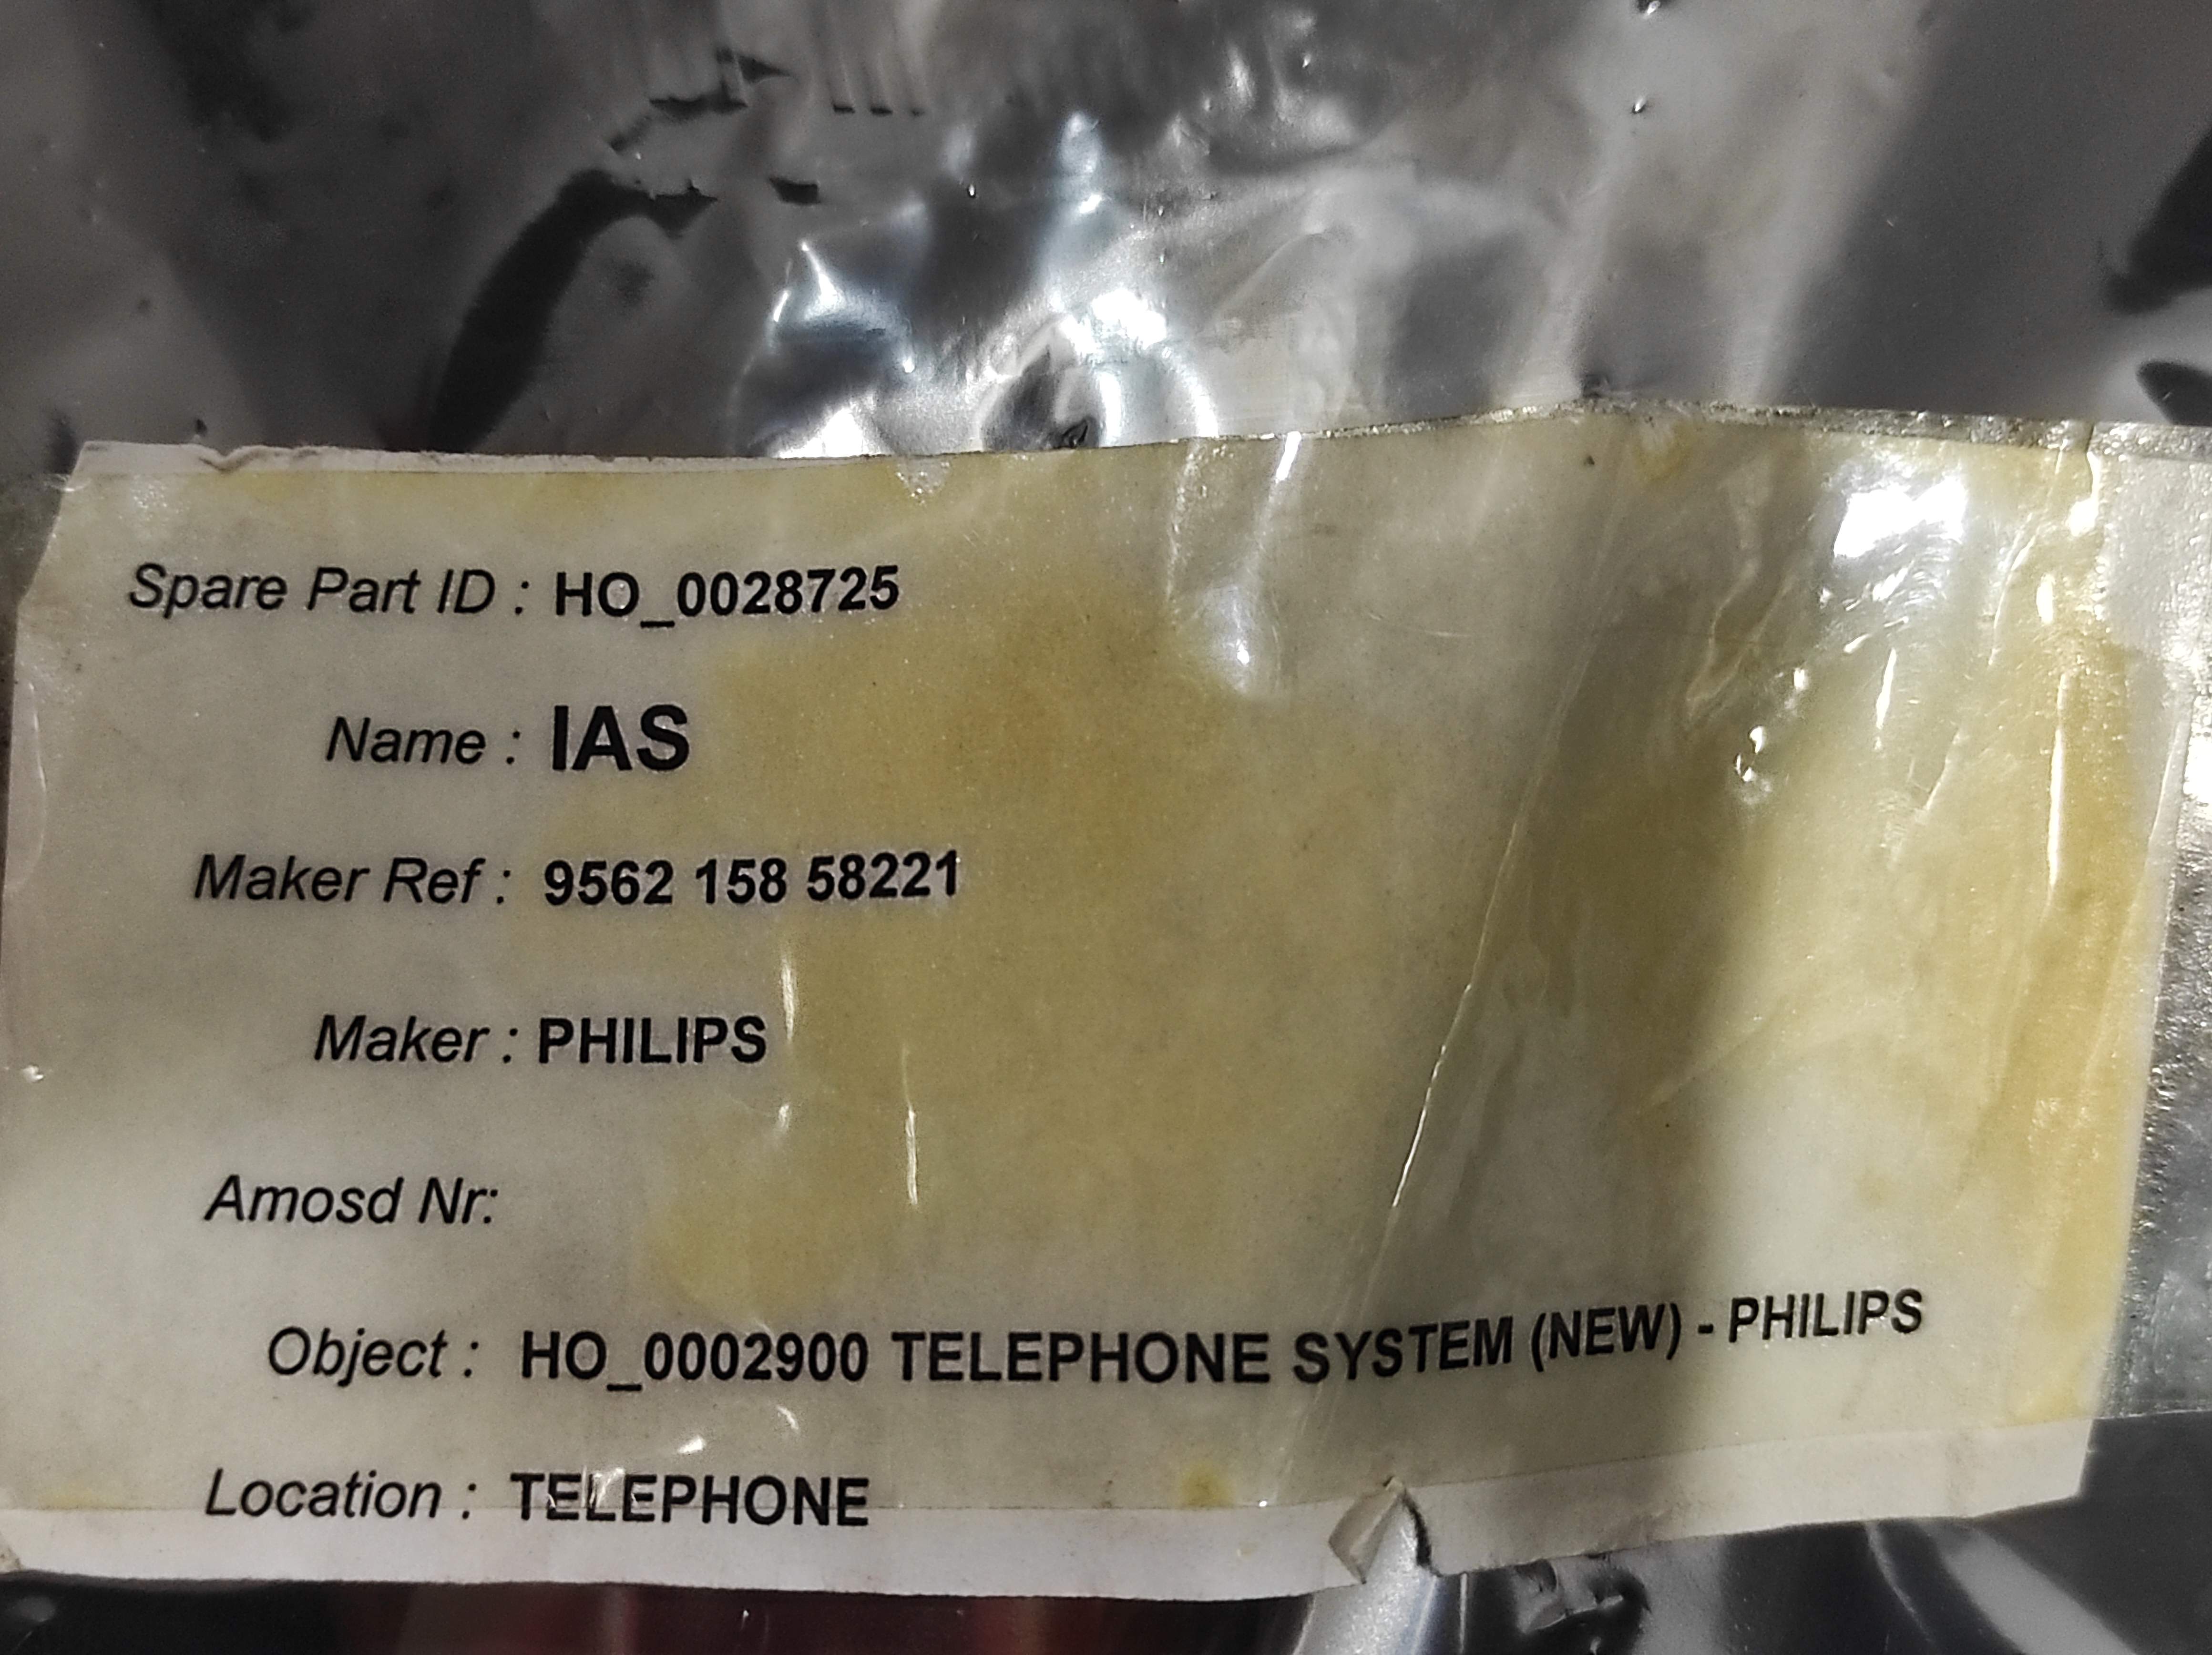 Spare Part ID : HO_0028725
Name : IAS
Maker Ref : 9562 158 58221
Maker : PHILIPS
Amosd Nr:
Object : HO_0002900 TELEPHONE SYSTEM (NEW) - PHILIPS
Location : TELEPHONE